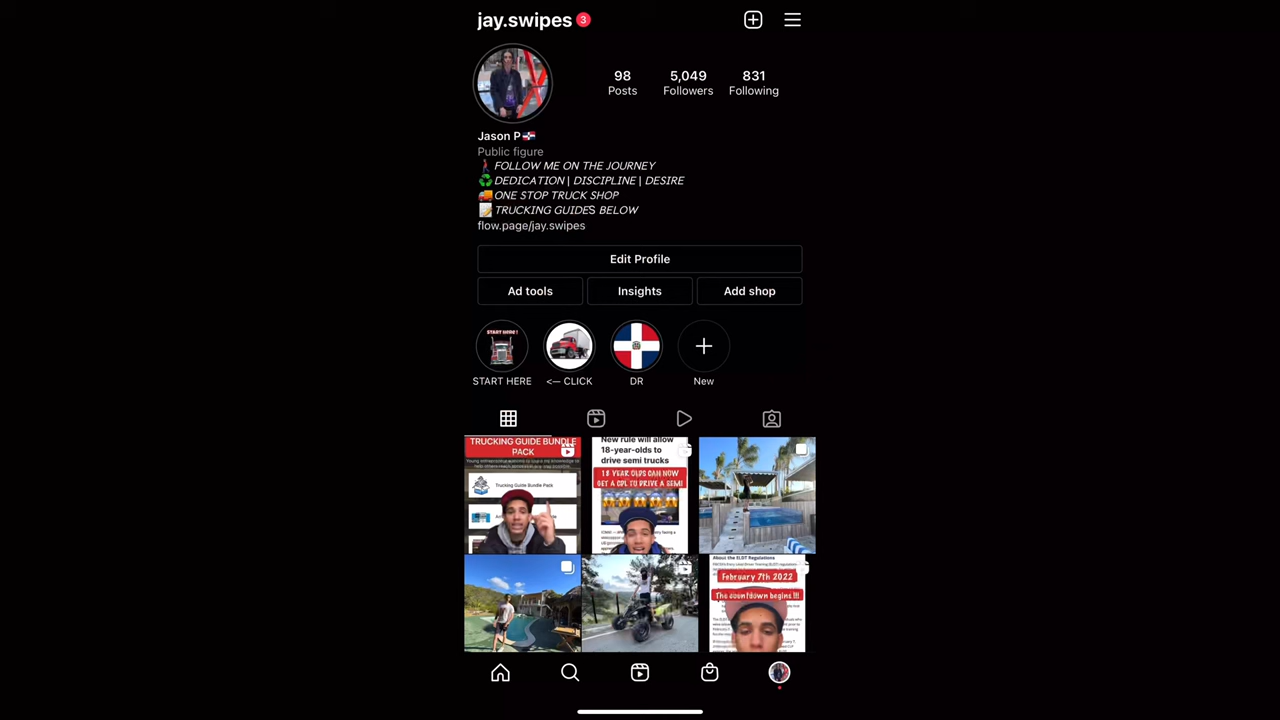 jay.swipes 3
98 5,049 831
Posts Followers Following
Jason P
Public figure
FOLLOW ME ON THE JOURNEY
DEDICATION | DISCIPLINE | DESIRE
ONE STOP TRUCK SHOP
TRUCKING GUIDES BELOW
flow.page/jay.swipes
Edit Profile
Ad tools Insights Add shop
START HERE !
START HERE <— CLICK DR New
TRUCKING GUIDE BUNDLE
PACK
Trucking Guide Bundle Pack
New rule will allow
18-year-olds to
drive semi trucks
18 YEAR OLDS CAN NOW
GET A CDL TO DRIVE A SEMI
About the ELDT Regulations
February 7th 2022
The countdown begins !!!